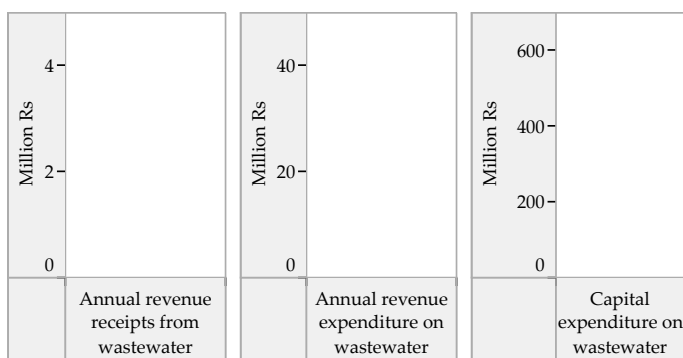 Million Rs
4
2
0
Annual revenue
receipts from
wastewater
Million Rs
40
20
0
Annual revenue
expenditure on
wastewater
Million Rs
600
400
200
0
Capital
expenditure on
wastewater